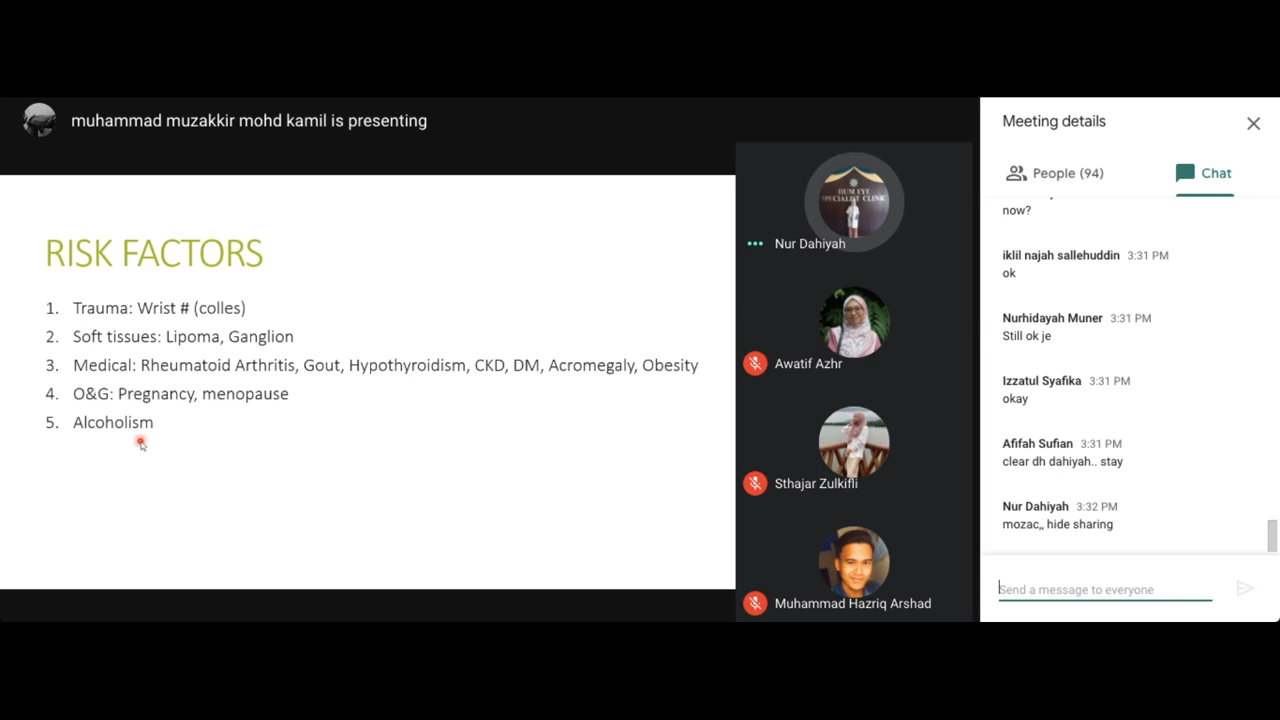 muhammad muzakkir mohd kamil is presenting
RISK FACTORS
1. Trauma: Wrist # (colles)
2. Soft tissues: Lipoma, Ganglion
3. Medical: Rheumatoid Arthritis, Gout, Hypothyroidism, CKD, DM, Acromegaly, Obesity
4. O&G: Pregnancy, menopause
5. Alcoholism
HUM EYE
SPECIALIST CLINIC
Nur Dahiyah
Awatif Azhr
Sthajar Zulkifli
Muhammad Hazriq Arshad
Meeting details
People (94)
Chat
now?
iklil najah sallehuddin 3:31 PM
ok
Nurhidayah Muner 3:31 PM
Still ok je
Izzatul Syafika 3:31 PM
okay
Afifah Sufian 3:31 PM
clear dh dahiyah.. stay
Nur Dahiyah 3:32 PM
mozac,, hide sharing
Send a message to everyone